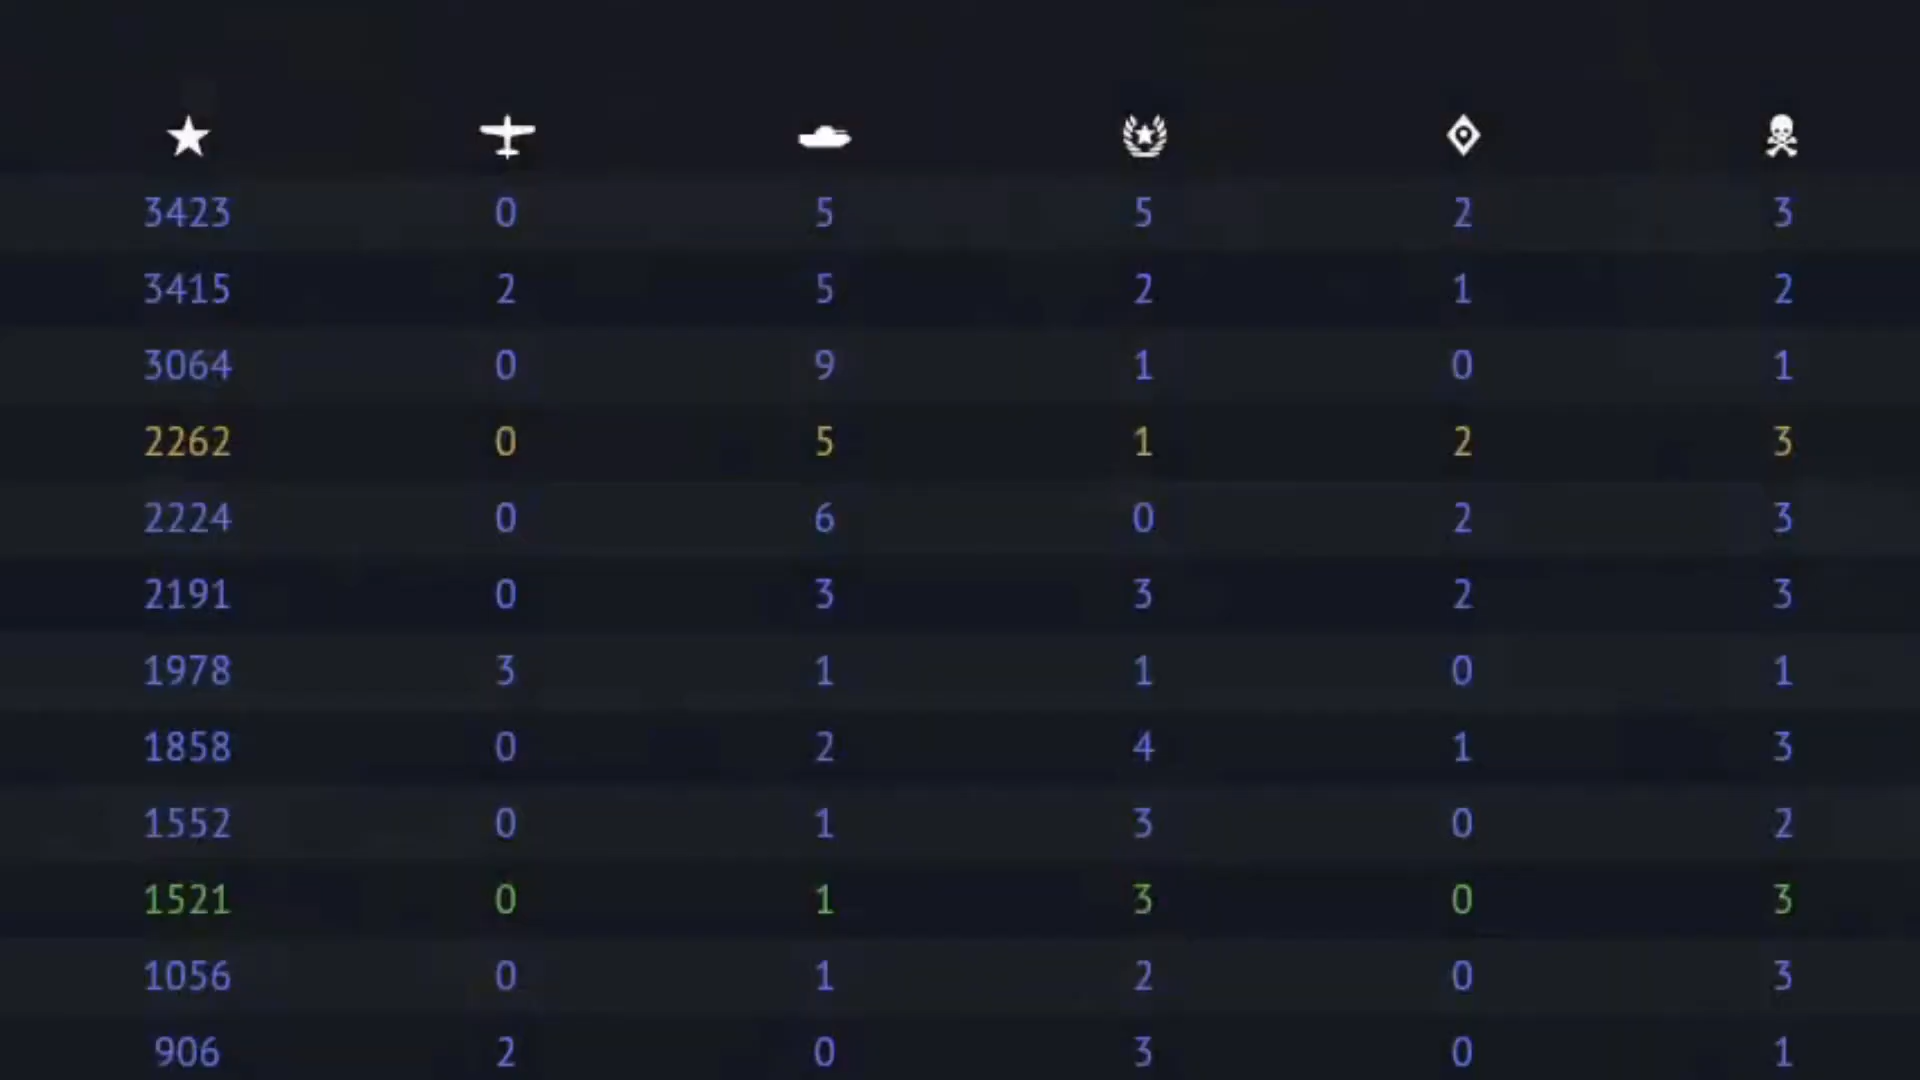 3423 0 5 5 2 3
3415 2 5 2 1 2
3064 0 9 1 0 1
2262 0 5 1 2 3
2224 0 6 0 2 3
2191 0 3 3 2 3
1978 3 1 1 0 1
1858 0 2 4 1 3
1552 0 1 3 0 2
1521 0 1 3 0 3
1056 0 1 2 0 3
906 2 0 3 0 1